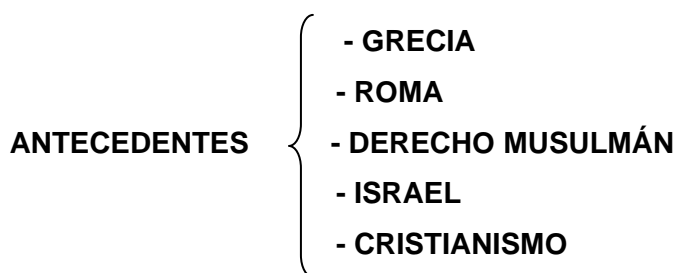 - GRECIA
- ROMA
ANTECEDENTES - DERECHO MUSULMÁN
- ISRAEL
- CRISTIANISMO